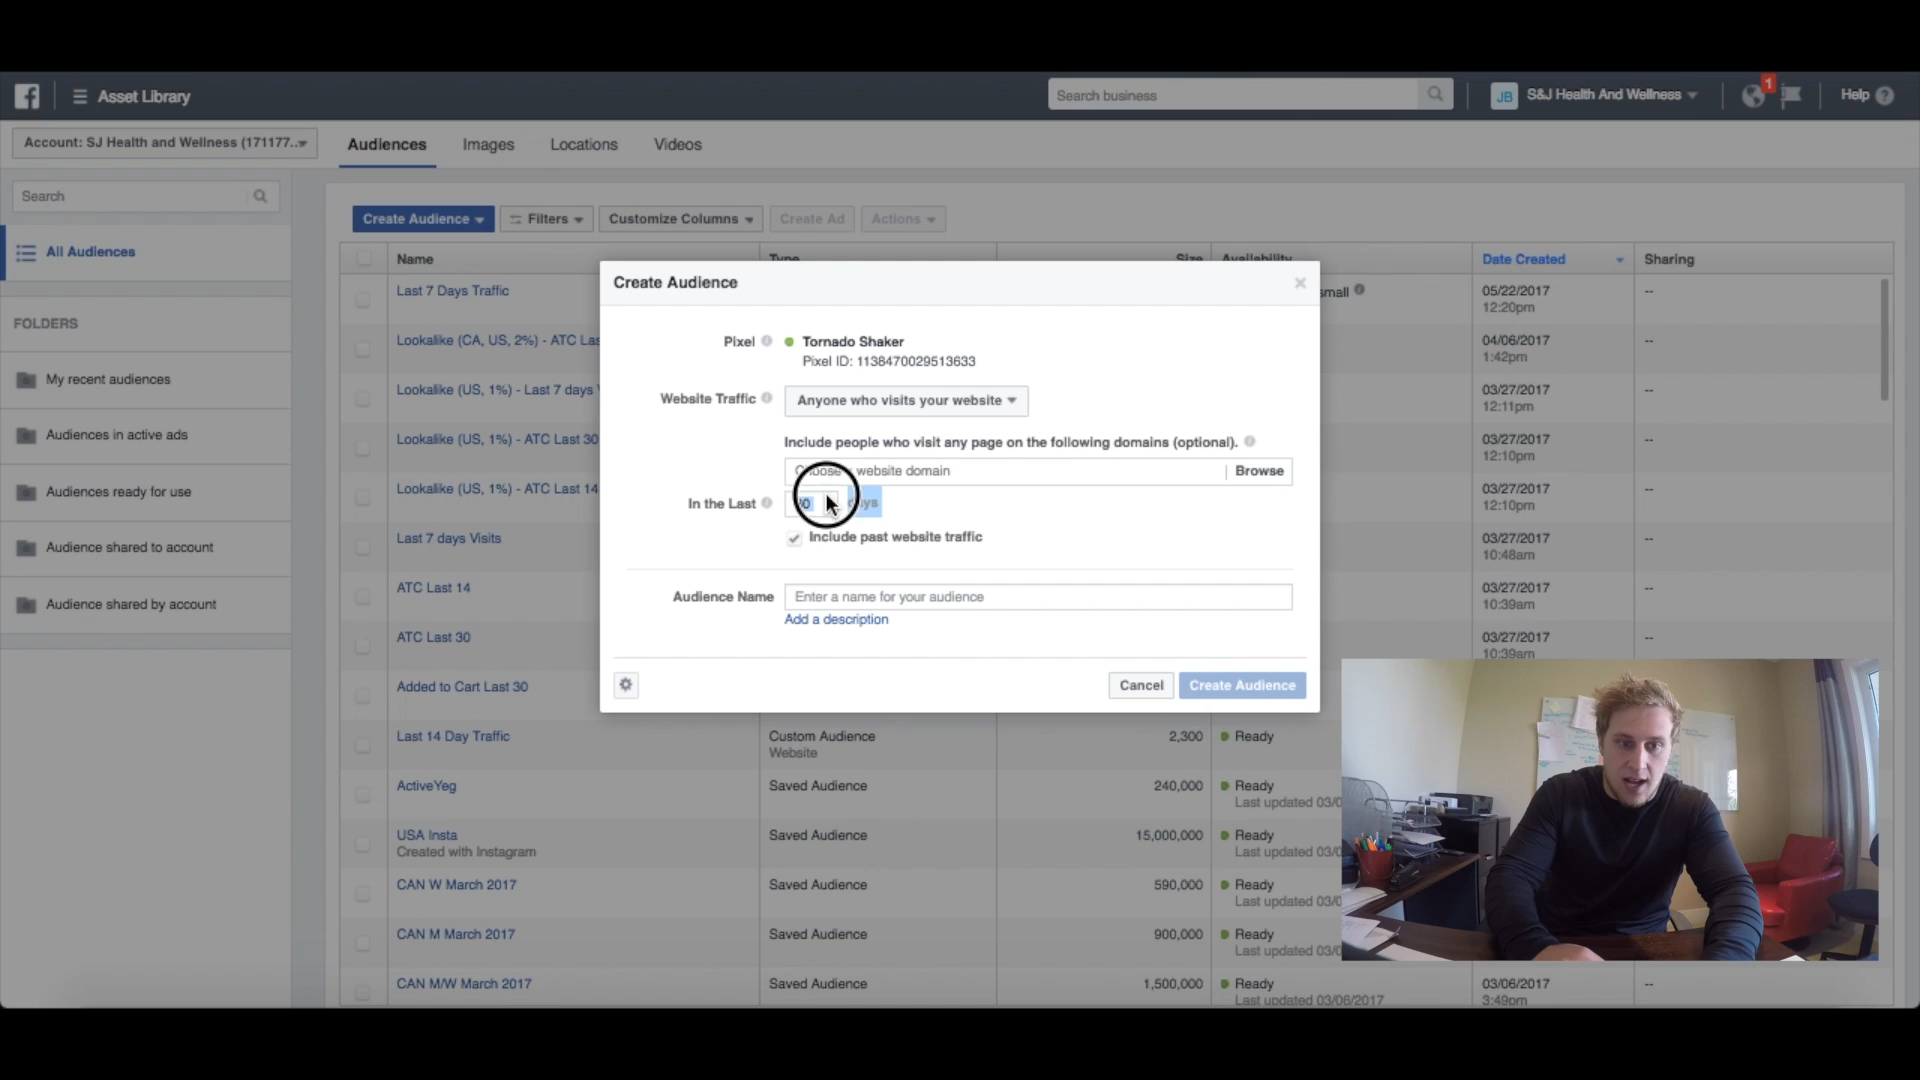 Asset Library
Search business
JB
S&J Health And Wellness
1
Help
Account: SJ Health and Wellness (171177...
Audiences
Images
Locations
Videos
Search
Create Audience
Filters
Customize Columns
Create Ad
Actions
All Audiences
Name
Type
Size
Availability
Date Created
Sharing
FOLDERS
My recent audiences
Audiences in active ads
Audiences ready for use
Audience shared to account
Audience shared by account
Last 7 Days Traffic
small
05/22/2017
12:20pm
--
Lookalike (CA, US, 2%) - ATC Las
04/06/2017
1:42pm
--
Lookalike (US, 1%) - Last 7 days
03/27/2017
12:11pm
--
Lookalike (US, 1%) - ATC Last 30
03/27/2017
12:10pm
--
Lookalike (US, 1%) - ATC Last 14
03/27/2017
12:10pm
--
Last 7 days Visits
03/27/2017
10:48am
--
ATC Last 14
03/27/2017
10:39am
--
ATC Last 30
03/27/2017
10:39am
--
Added to Cart Last 30
Last 14 Day Traffic
Custom Audience
Website
2,300
Ready
ActiveYeg
Saved Audience
240,000
Ready
Last updated 03/0
USA Insta
Created with Instagram
Saved Audience
15,000,000
Ready
Last updated 03/0
CAN W March 2017
Saved Audience
590,000
Ready
Last updated 03/0
CAN M March 2017
Saved Audience
900,000
Ready
Last updated 03/0
CAN M/W March 2017
Saved Audience
1,500,000
Ready
Last updated 03/06/2017
03/06/2017
3:49pm
--
Create Audience
Pixel
Tornado Shaker
Pixel ID: 1138470029513633
Website Traffic
Anyone who visits your website
Include people who visit any page on the following domains (optional).
website domain
Browse
In the Last
Include past website traffic
Audience Name
Enter a name for your audience
Add a description
Cancel
Create Audience